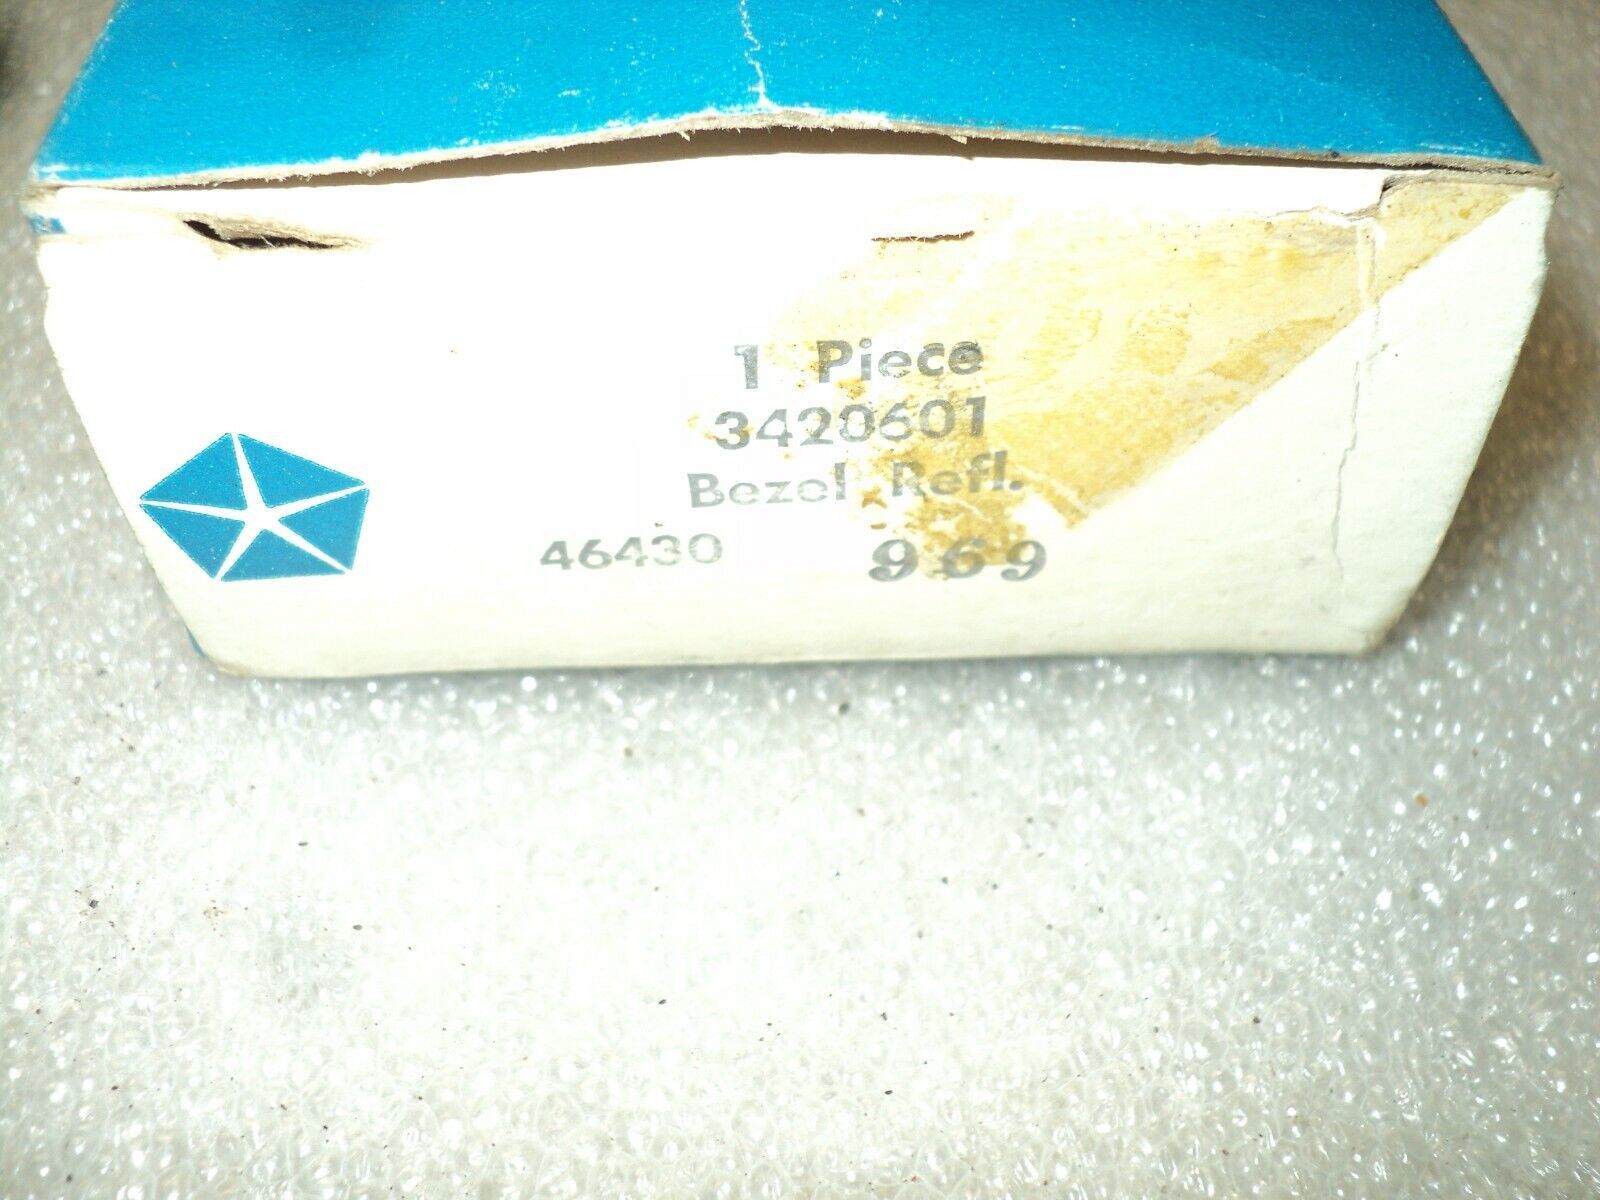 1 Piece
3420601
Bezel Refl.
46430 969